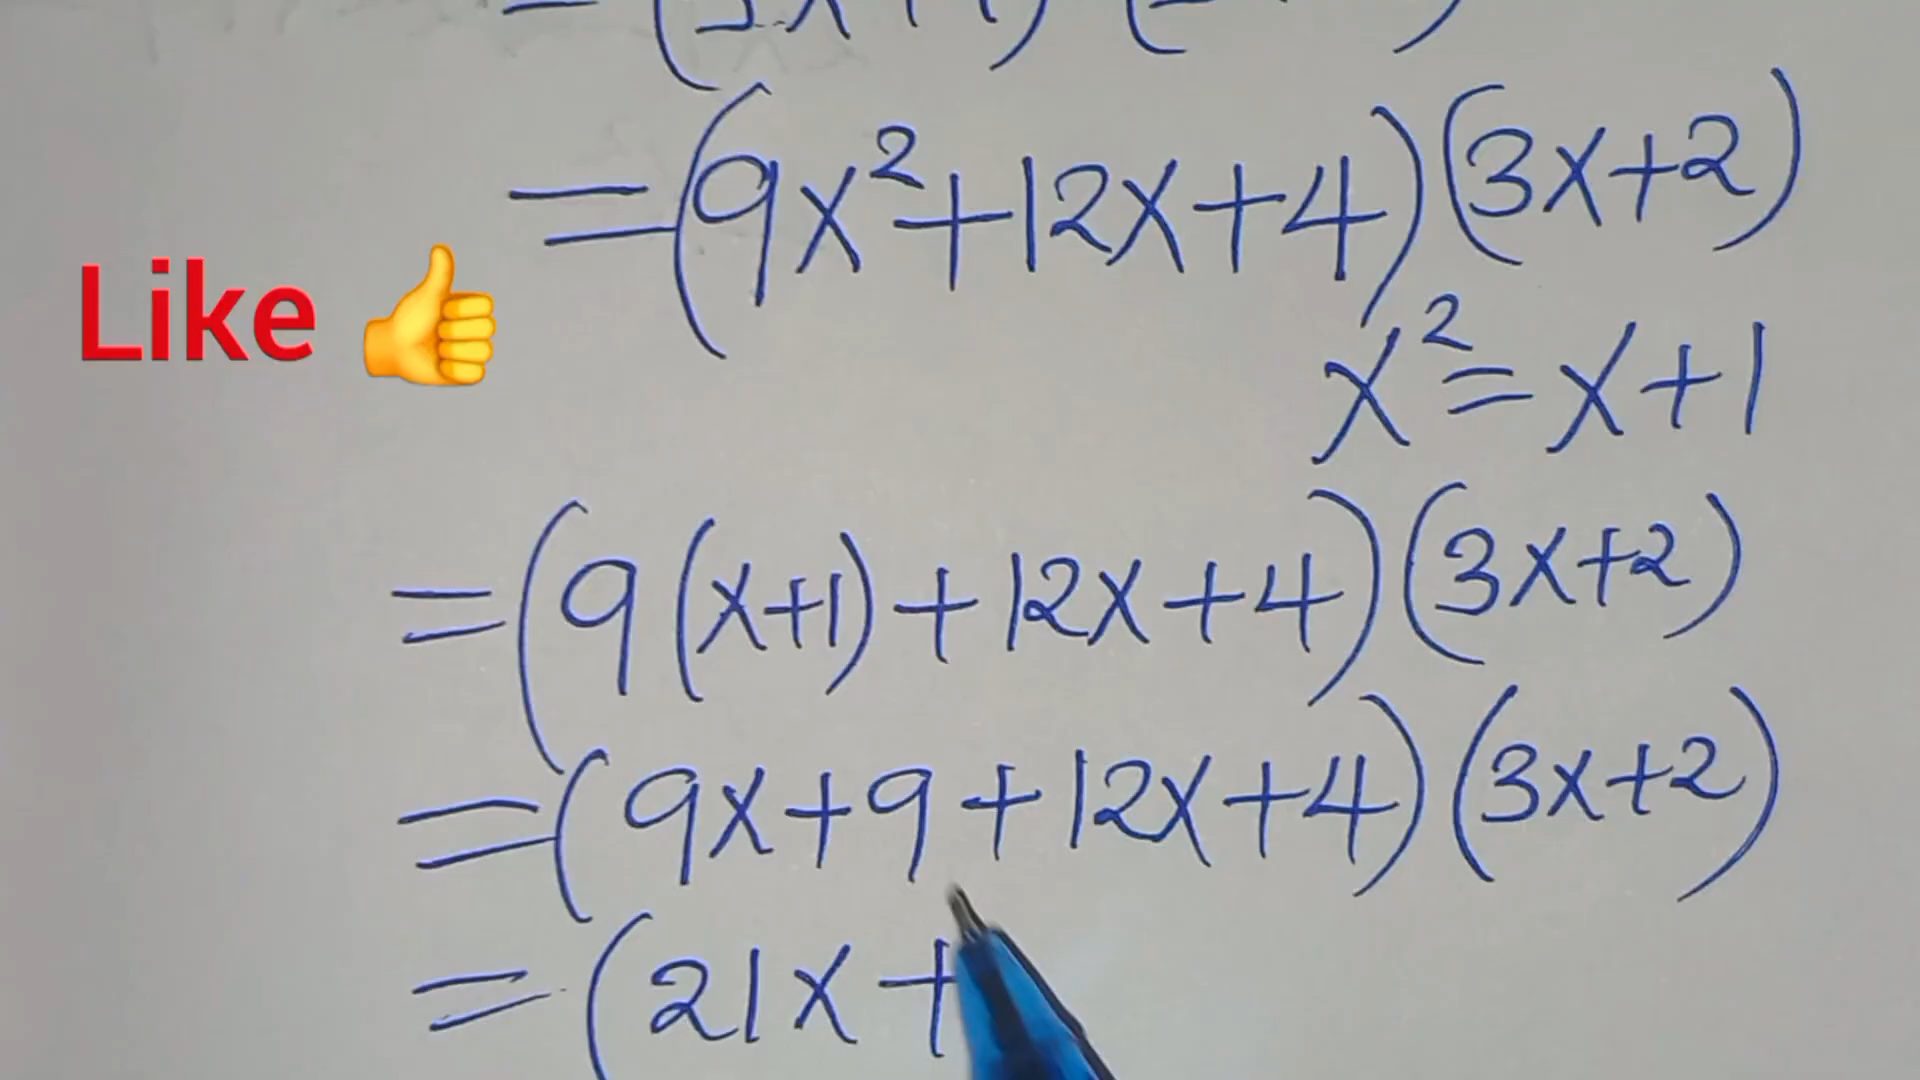 = (9x²+12x+4)(3x+2)
Like 👍
x²=x+1
=(9(x+1)+12x+4)(3x+2)
=(9x+9+12x+4)(3x+2)
=(21x+